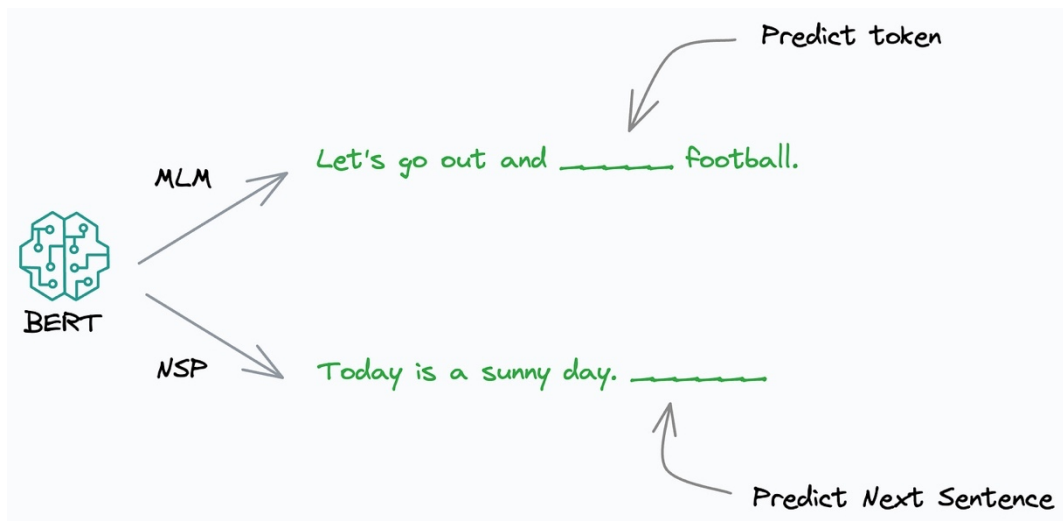 Predict token
MLM
Let's go out and ______ football.
BERT
NSP
Today is a sunny day. ______
Predict Next Sentence